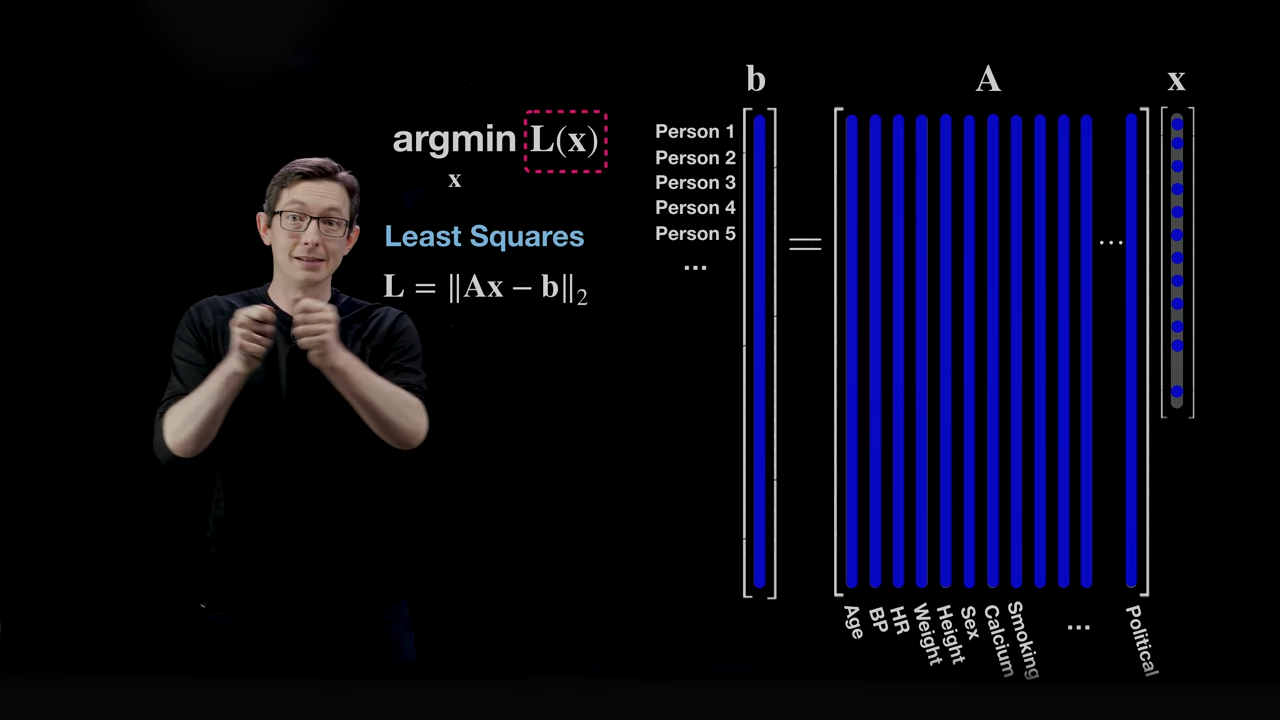 argmin L(x)
x
Least Squares
L = ‖Ax − b‖₂
b
A
x
Person 1
Person 2
Person 3
Person 4
Person 5
...
=
...
Age
BP
HR
Weight
Height
Sex
Calcium
Smoking
...
Political